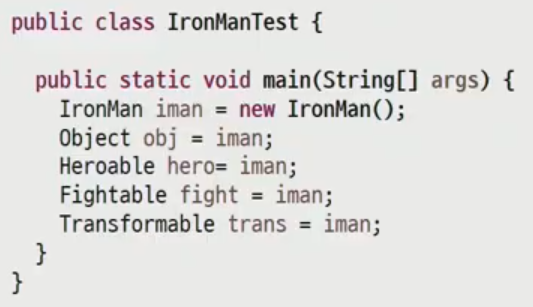 public class IronManTest {
public static void main(String[] args) {
IronMan iman = new IronMan();
Object obj = iman;
Heroable hero= iman;
Fightable fight = iman;
Transformable trans = iman;
}
}